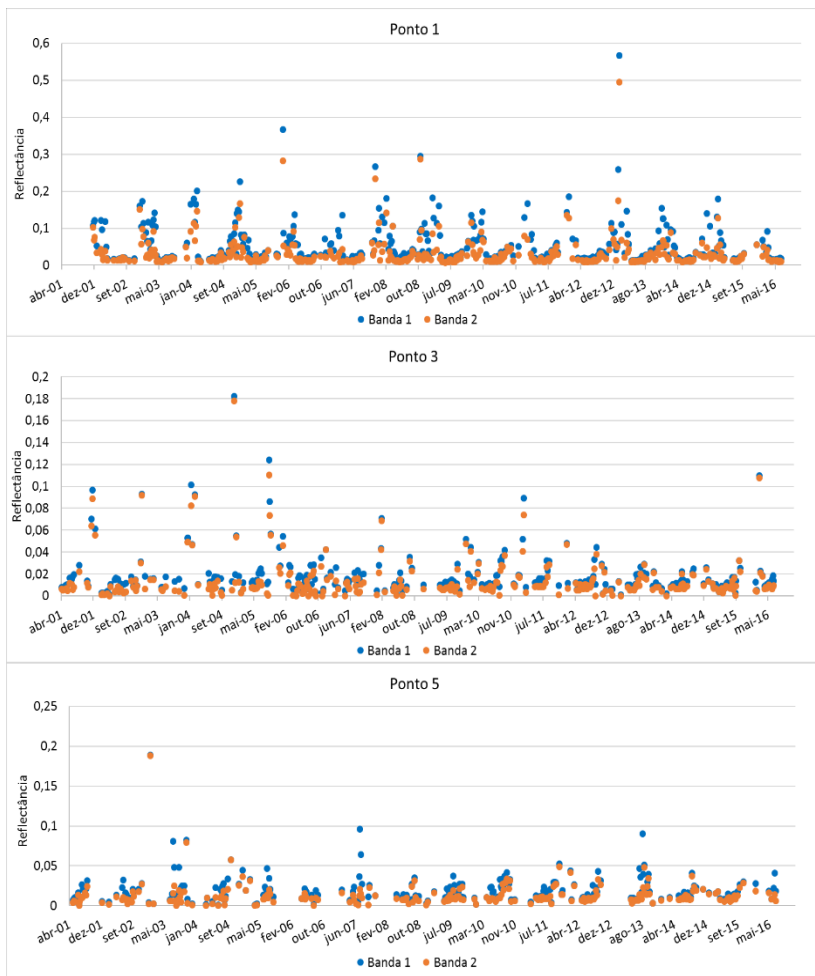 Ponto 1
Reflectância
0,6
0,5
0,4
0,3
0,2
0,1
0
abr-01 dez-01 set-02 mai-03 jan-04 set-04 mai-05 fev-06 out-06 jun-07 fev-08 out-08 jul-09 mar-10 nov-10 jul-11 abr-12 dez-12 ago-13 abr-14 dez-14 set-15 mai-16
Banda 1 Banda 2
Ponto 3
Reflectância
0,2
0,18
0,16
0,14
0,12
0,1
0,08
0,06
0,04
0,02
0
abr-01 dez-01 set-02 mai-03 jan-04 set-04 mai-05 fev-06 out-06 jun-07 fev-08 out-08 jul-09 mar-10 nov-10 jul-11 abr-12 dez-12 ago-13 abr-14 dez-14 set-15 mai-16
Banda 1 Banda 2
Ponto 5
Reflectância
0,25
0,2
0,15
0,1
0,05
0
abr-01 dez-01 set-02 mai-03 jan-04 set-04 mai-05 fev-06 out-06 jun-07 fev-08 out-08 jul-09 mar-10 nov-10 jul-11 abr-12 dez-12 ago-13 abr-14 dez-14 set-15 mai-16
Banda 1 Banda 2